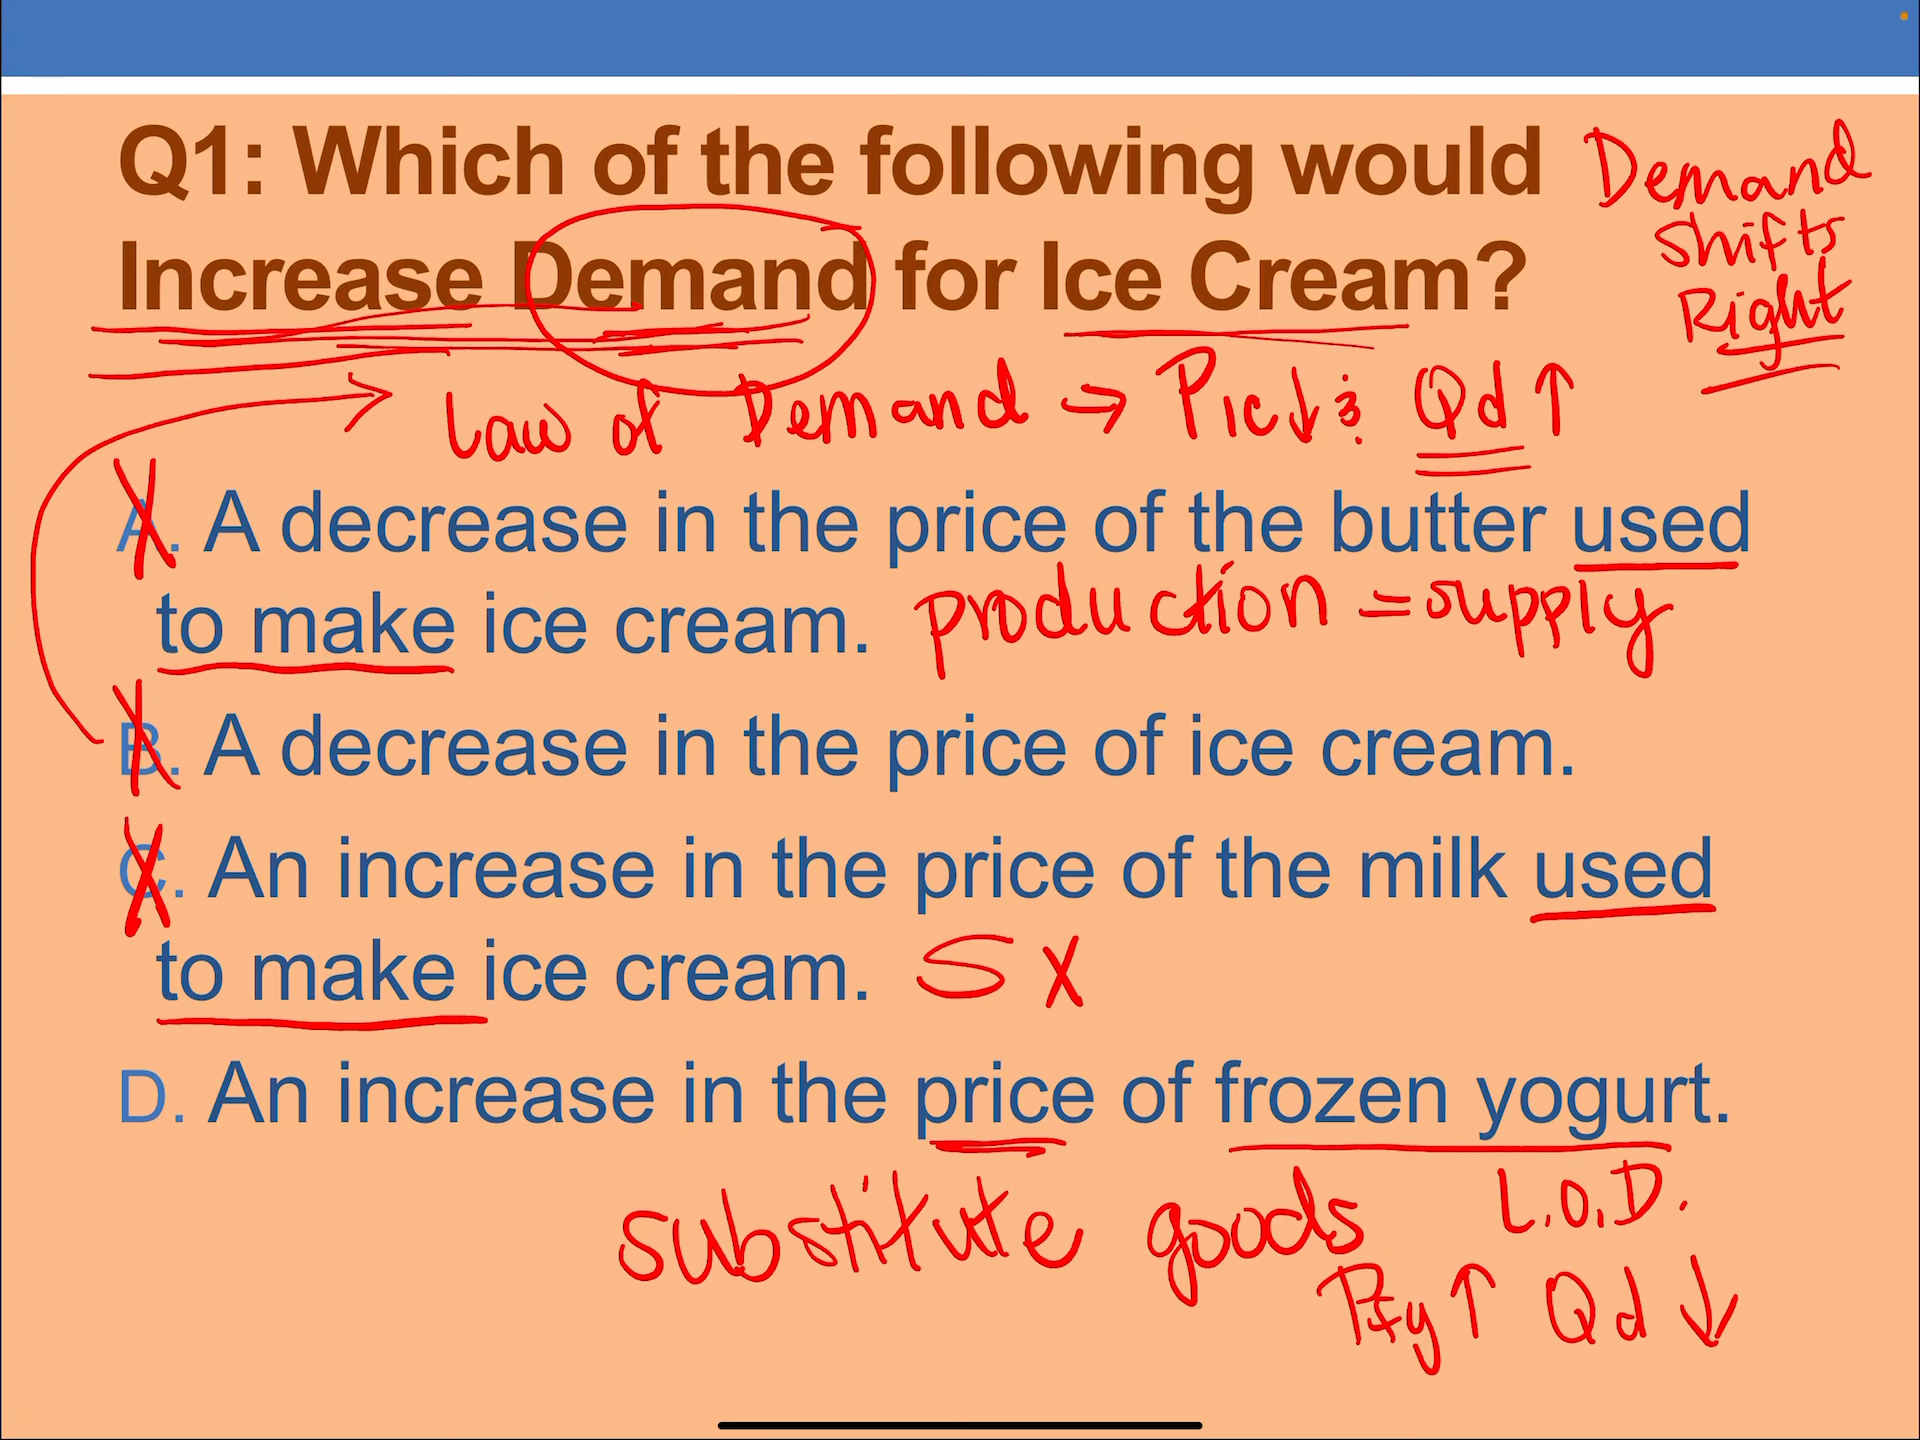 Q1: Which of the following would
Increase Demand for Ice Cream?
Demand
shifts
Right
Law of Demand → Pic↓ & Qd ↑
A. A decrease in the price of the butter used
to make ice cream. production = supply
B. A decrease in the price of ice cream.
C. An increase in the price of the milk used
to make ice cream. S X
D. An increase in the price of frozen yogurt.
substitute goods L.O.D.
Pfy ↑ Qd ↓